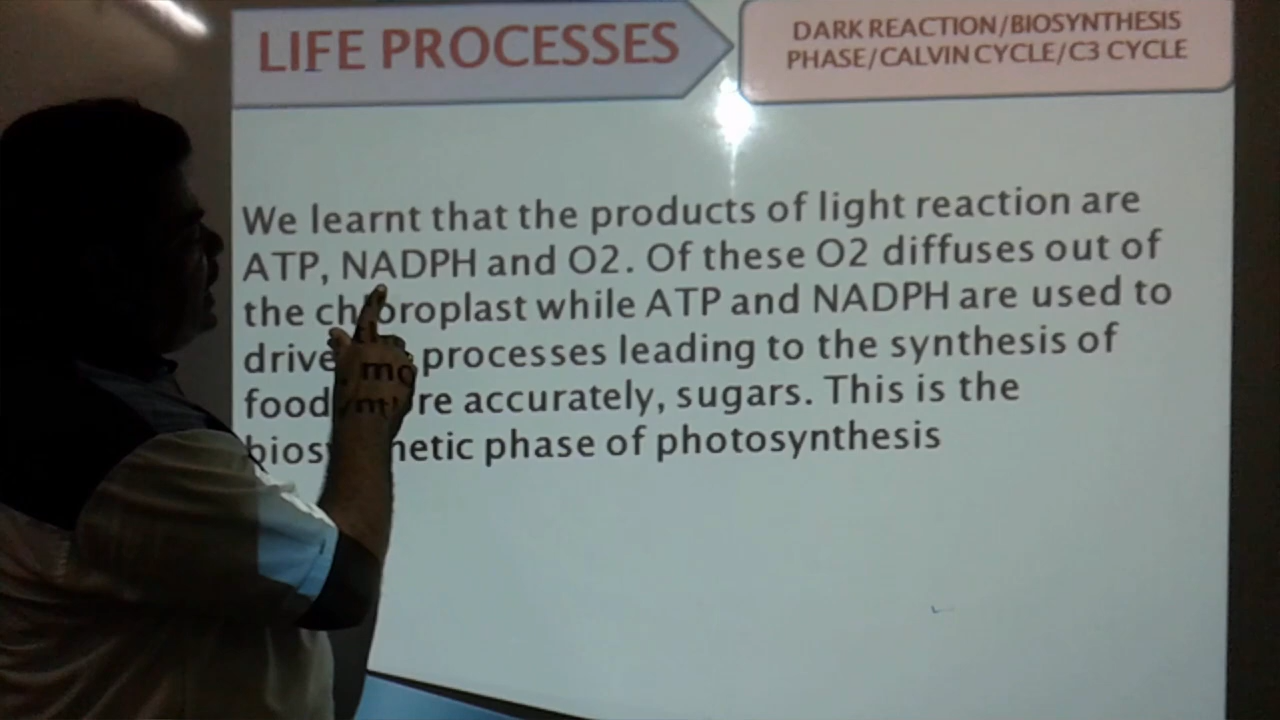 LIFE PROCESSES
DARK REACTION/BIOSYNTHESIS
PHASE/CALVIN CYCLE/C3 CYCLE
We learnt that the products of light reaction are
ATP, NADPH and O2. Of these O2 diffuses out of
the chloroplast while ATP and NADPH are used to
drive processes leading to the synthesis of
food, more accurately, sugars. This is the
biosynthetic phase of photosynthesis